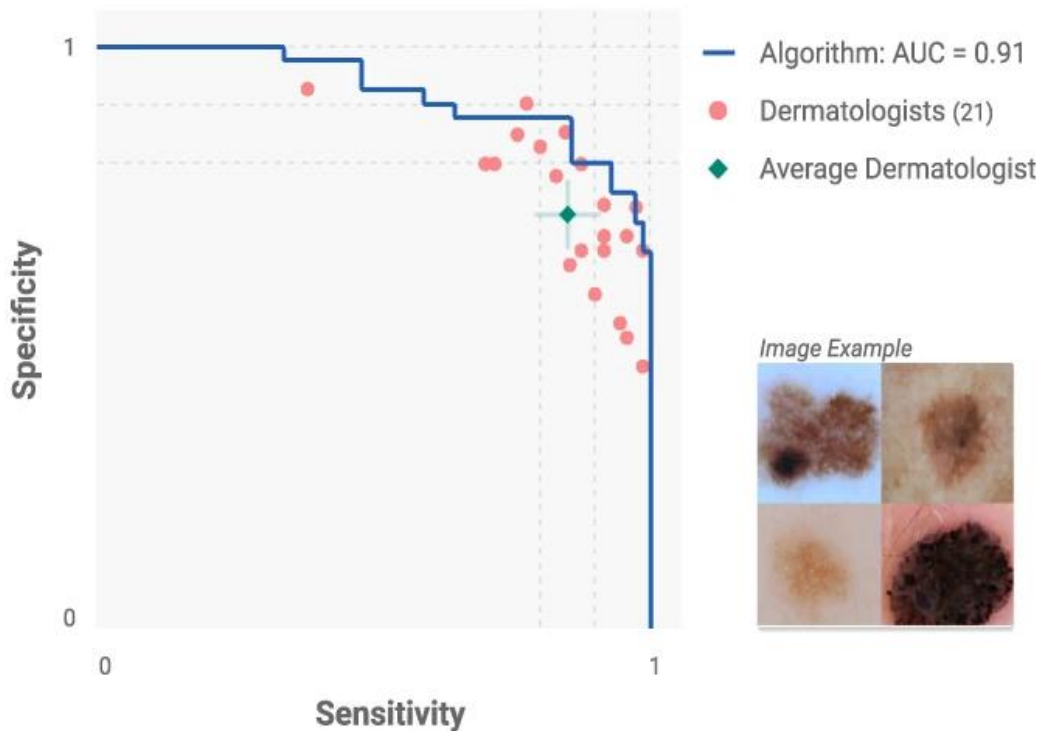 1
Specificity
0
0
1
Sensitivity
Algorithm: AUC = 0.91
Dermatologists (21)
Average Dermatologist
Image Example